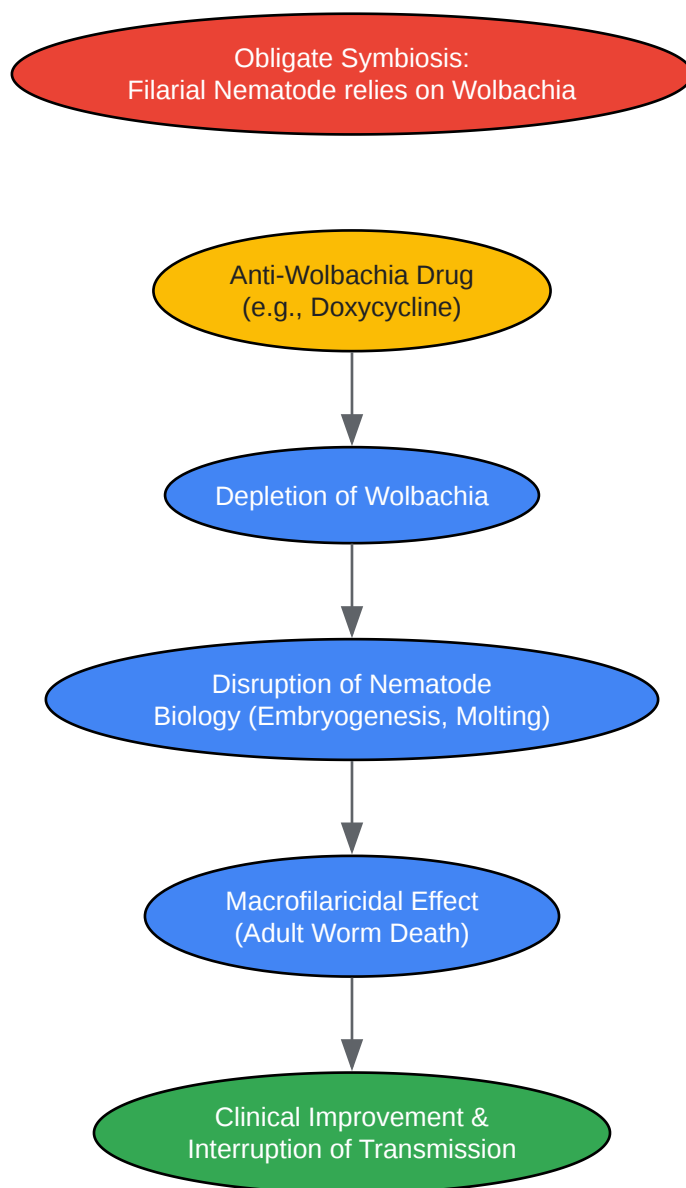 Obligate Symbiosis:
Filarial Nematode relies on Wolbachia
Anti-Wolbachia Drug
(e.g., Doxycycline)
Depletion of Wolbachia
Disruption of Nematode
Biology (Embryogenesis, Molting)
Macrofilaricidal Effect
(Adult Worm Death)
Clinical Improvement &
Interruption of Transmission